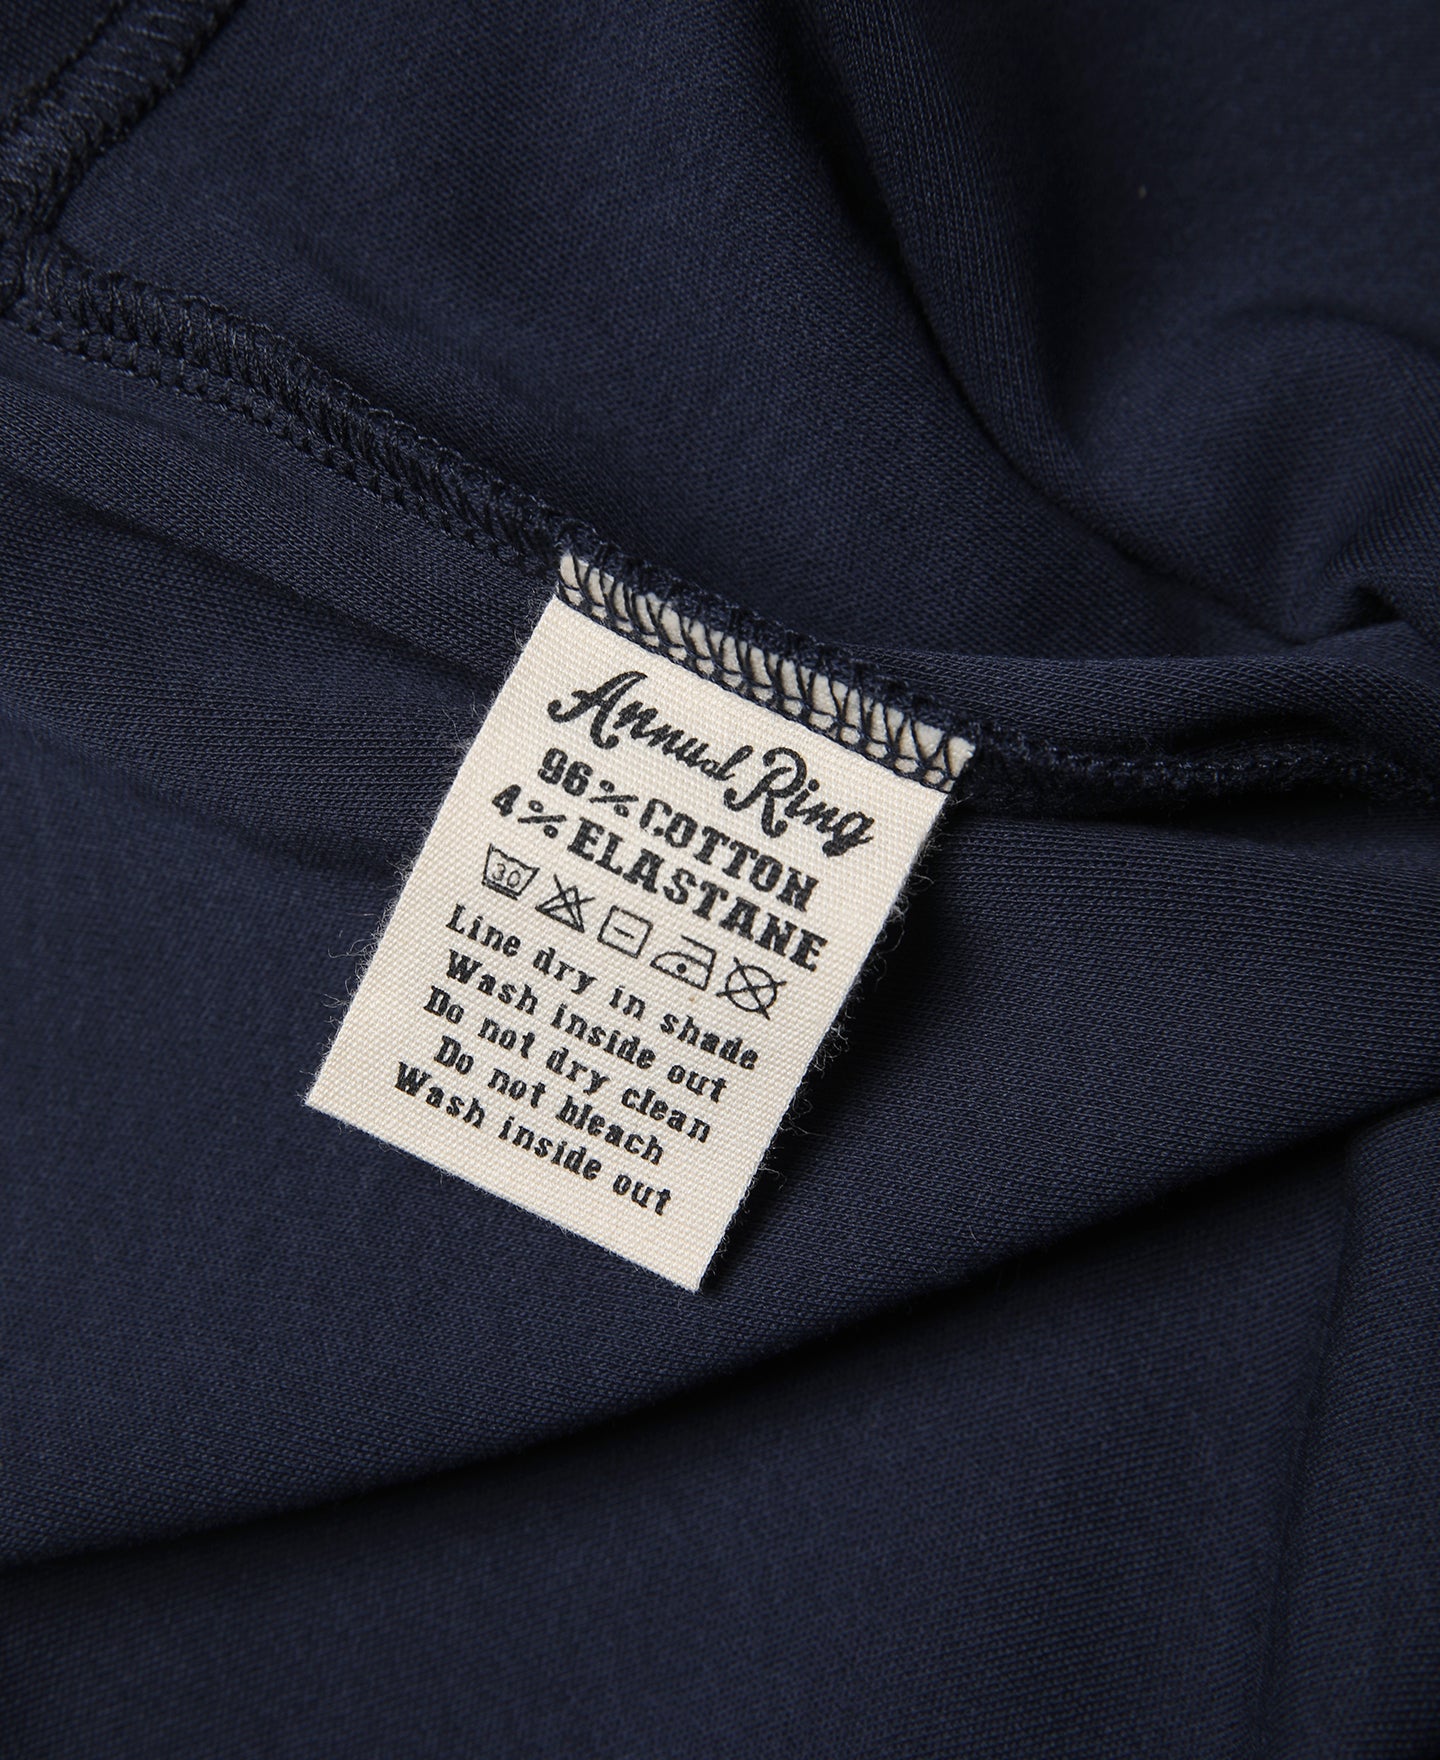 Annual Ring
96% COTTON
4% ELASTANE
30
Line dry in shade
Wash inside out
Do not dry clean
Do not bleach
Wash inside out